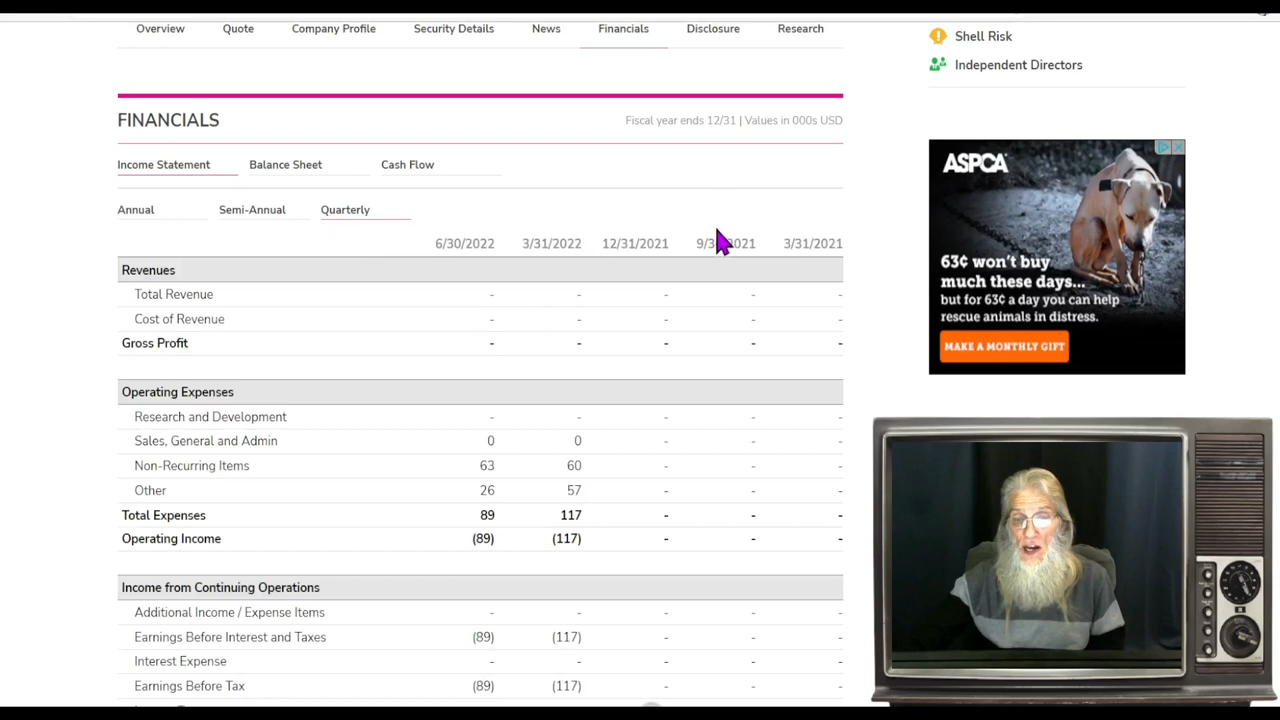 Overview Quote Company Profile Security Details News Financials Disclosure Research
Shell Risk
Independent Directors
FINANCIALS Fiscal year ends 12/31 | Values in 000s USD
Income Statement Balance Sheet Cash Flow
Annual Semi-Annual Quarterly
6/30/2022 3/31/2022 12/31/2021 3/31/2021
Revenues
Total Revenue - - - - -
Cost of Revenue - - - - -
Gross Profit - - - - -
Operating Expenses
Research and Development - - - - -
Sales, General and Admin 0 0 - - -
Non-Recurring Items 63 60 - - -
Other 26 57 - - -
Total Expenses 89 117 - - -
Operating Income (89) (117) - - -
Income from Continuing Operations
Additional Income / Expense Items - - - - -
Earnings Before Interest and Taxes (89) (117) - - -
Interest Expense - - - - -
Earnings Before Tax (89) (117) - - -
ASPCA
63¢ won't buy
much these days...
but for 63¢ a day you can help
rescue animals in distress.
MAKE A MONTHLY GIFT